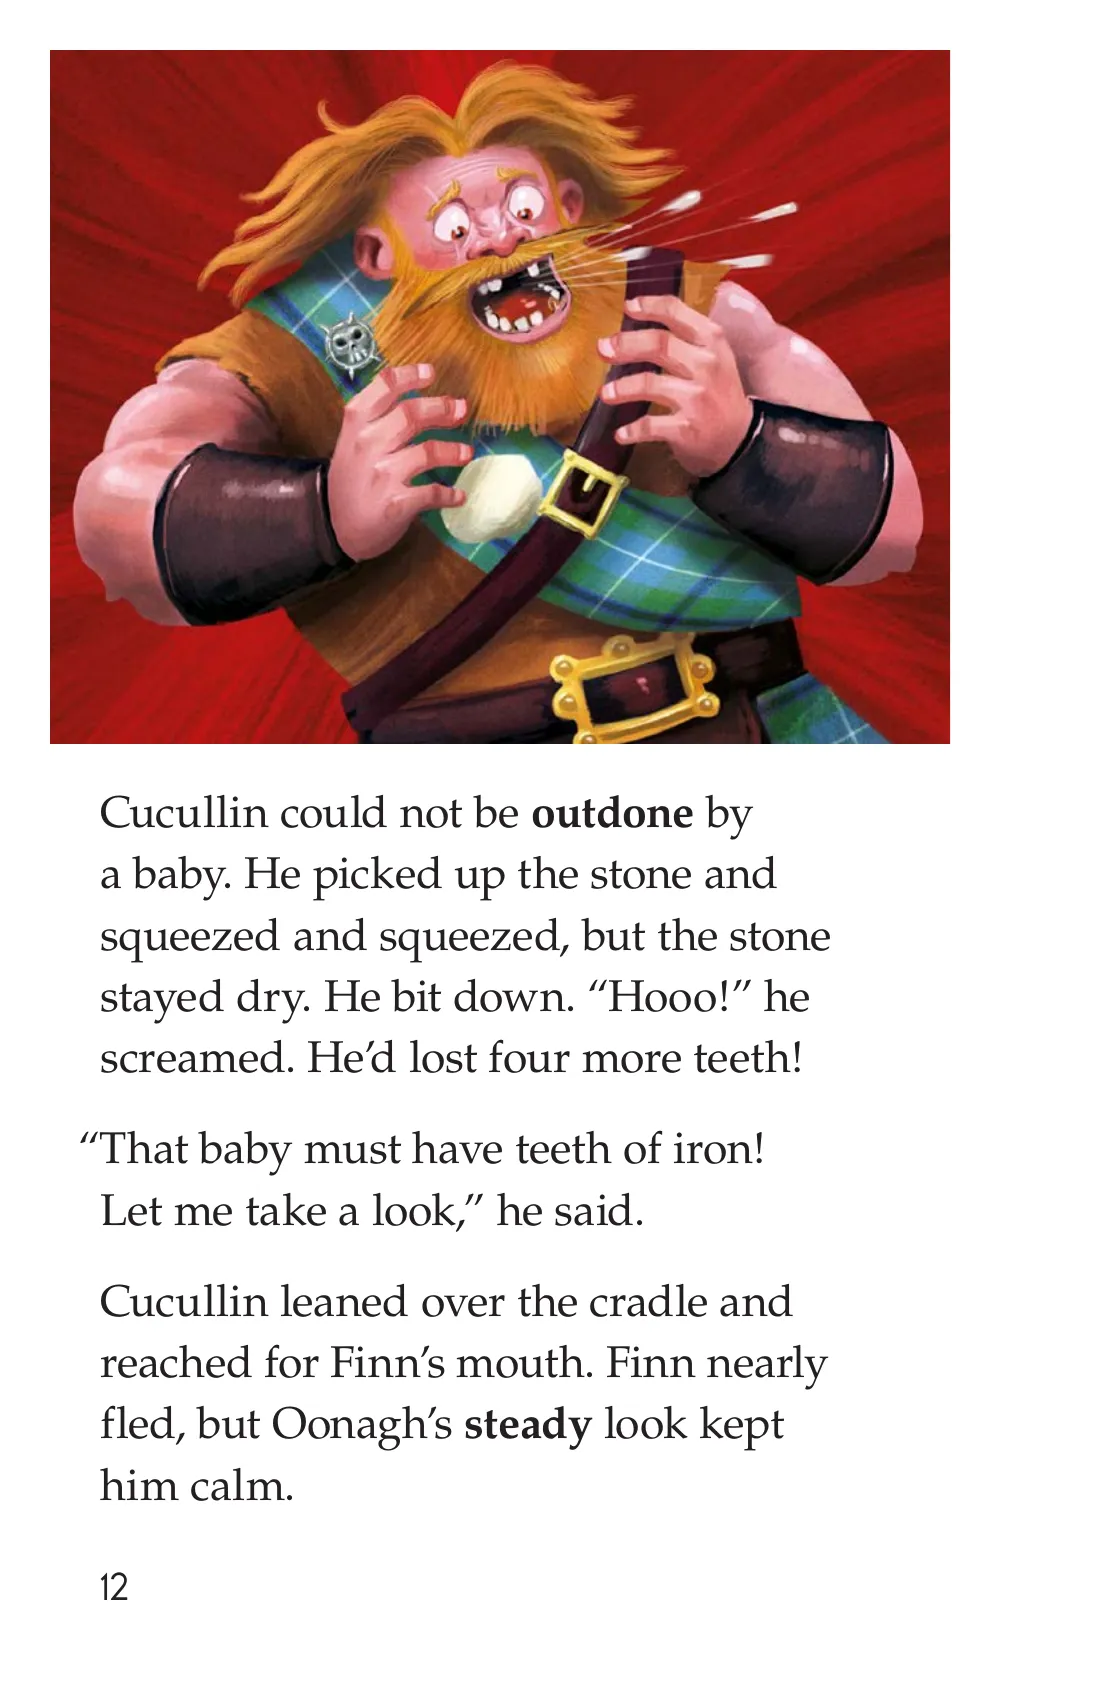 Cucullin could not be outdone by
a baby. He picked up the stone and
squeezed and squeezed, but the stone
stayed dry. He bit down. “Hooo!” he
screamed. He’d lost four more teeth!
“That baby must have teeth of iron!
Let me take a look,” he said.
Cucullin leaned over the cradle and
reached for Finn’s mouth. Finn nearly
fled, but Oonagh’s steady look kept
him calm.
12